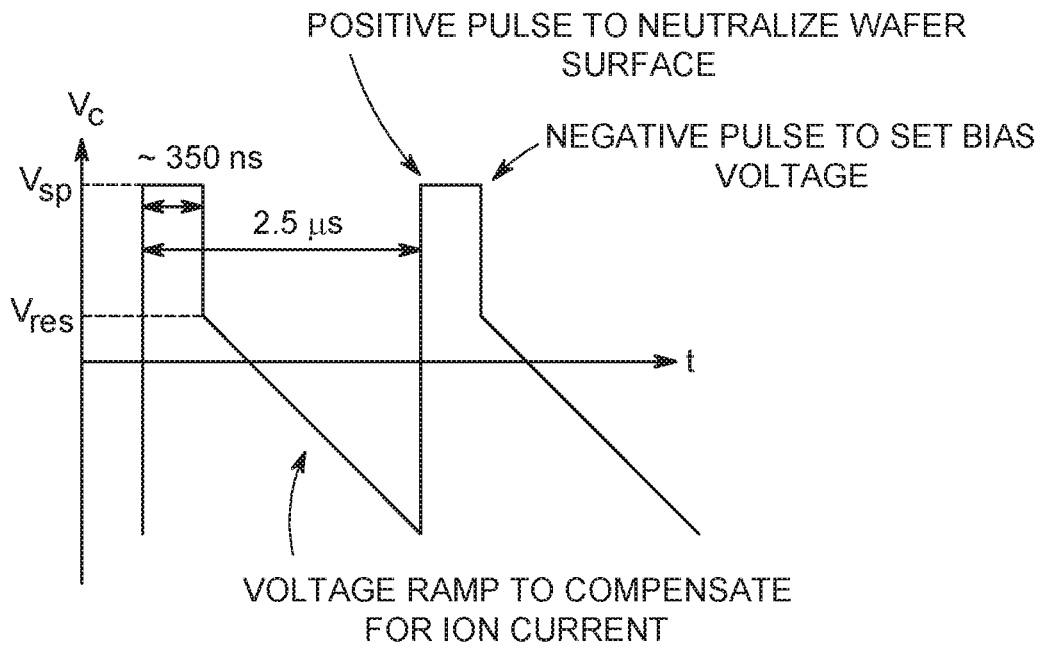 POSITIVE PULSE TO NEUTRALIZE WAFER
SURFACE
NEGATIVE PULSE TO SET BIAS
VOLTAGE
Vc
~ 350 ns
Vsp
2.5 μs
Vres
t
VOLTAGE RAMP TO COMPENSATE
FOR ION CURRENT